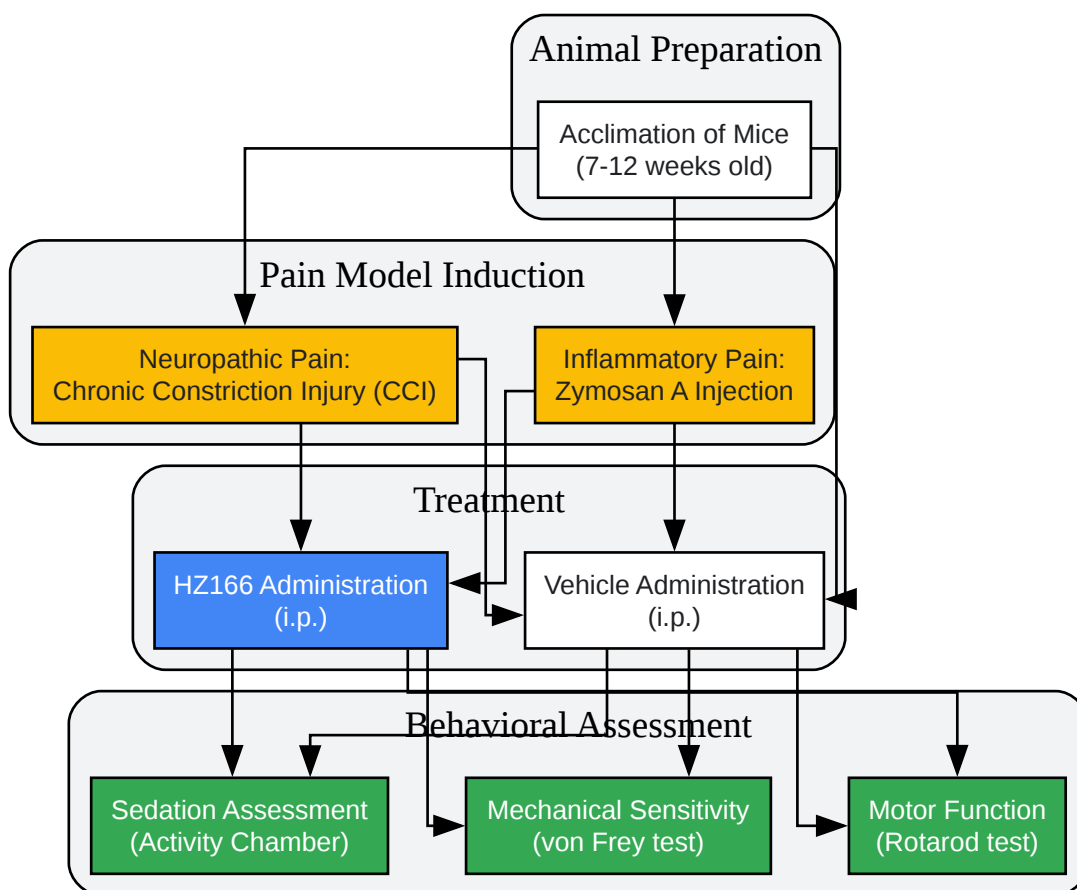 Animal Preparation
Acclimation of Mice
(7-12 weeks old)
Pain Model Induction
Neuropathic Pain:
Chronic Constriction Injury (CCI)
Inflammatory Pain:
Zymosan A Injection
Treatment
HZ166 Administration
(i.p.)
Vehicle Administration
(i.p.)
Behavioral Assessment
Sedation Assessment
(Activity Chamber)
Mechanical Sensitivity
(von Frey test)
Motor Function
(Rotarod test)